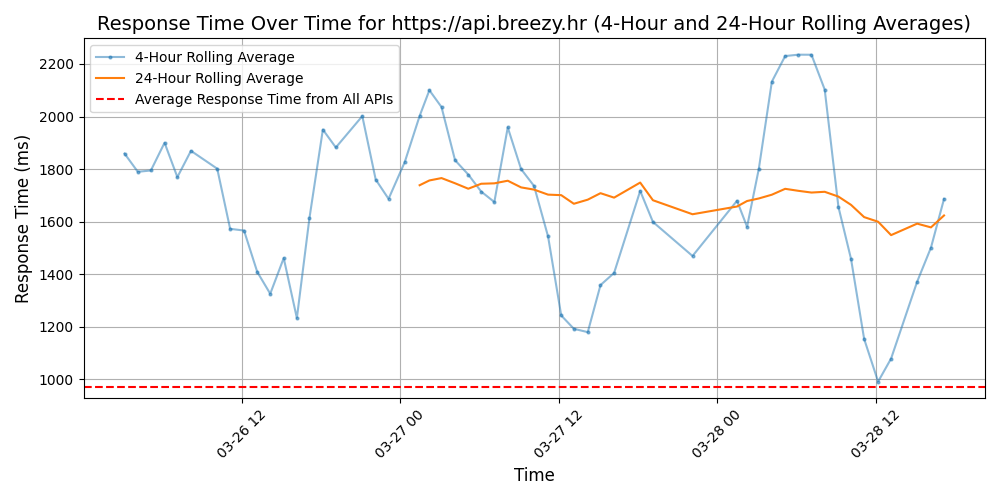 Response Time Over Time for https://api.breezy.hr (4-Hour and 24-Hour Rolling Averages)
4-Hour Rolling Average
24-Hour Rolling Average
Average Response Time from All APIs
Response Time (ms)
2200
2000
1800
1600
1400
1200
1000
03-26 12
03-27 00
03-27 12
03-28 00
03-28 12
Time